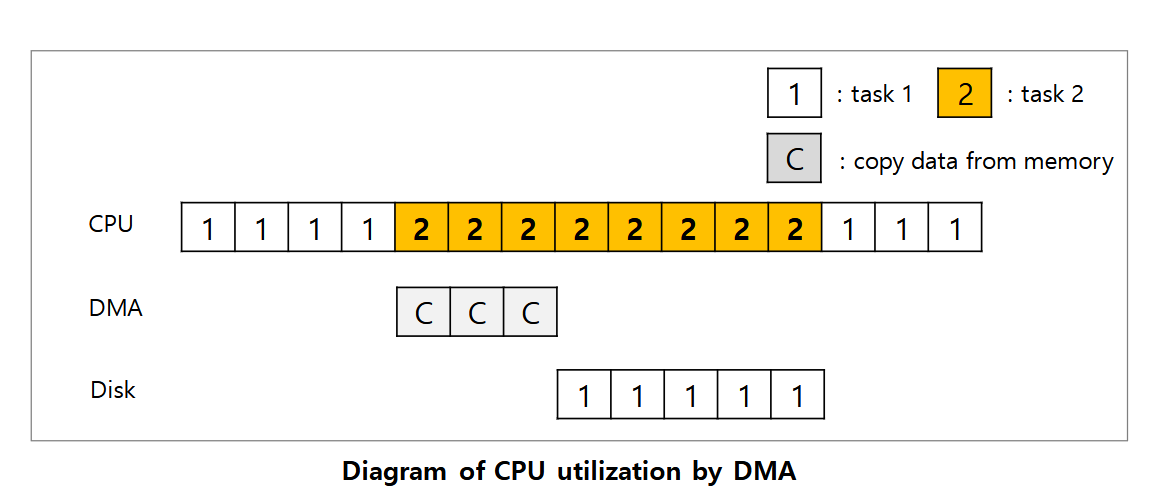 1 : task 1 2 : task 2
C : copy data from memory
CPU 1 1 1 1 2 2 2 2 2 2 2 2 1 1 1
DMA C C C
Disk 1 1 1 1 1
Diagram of CPU utilization by DMA